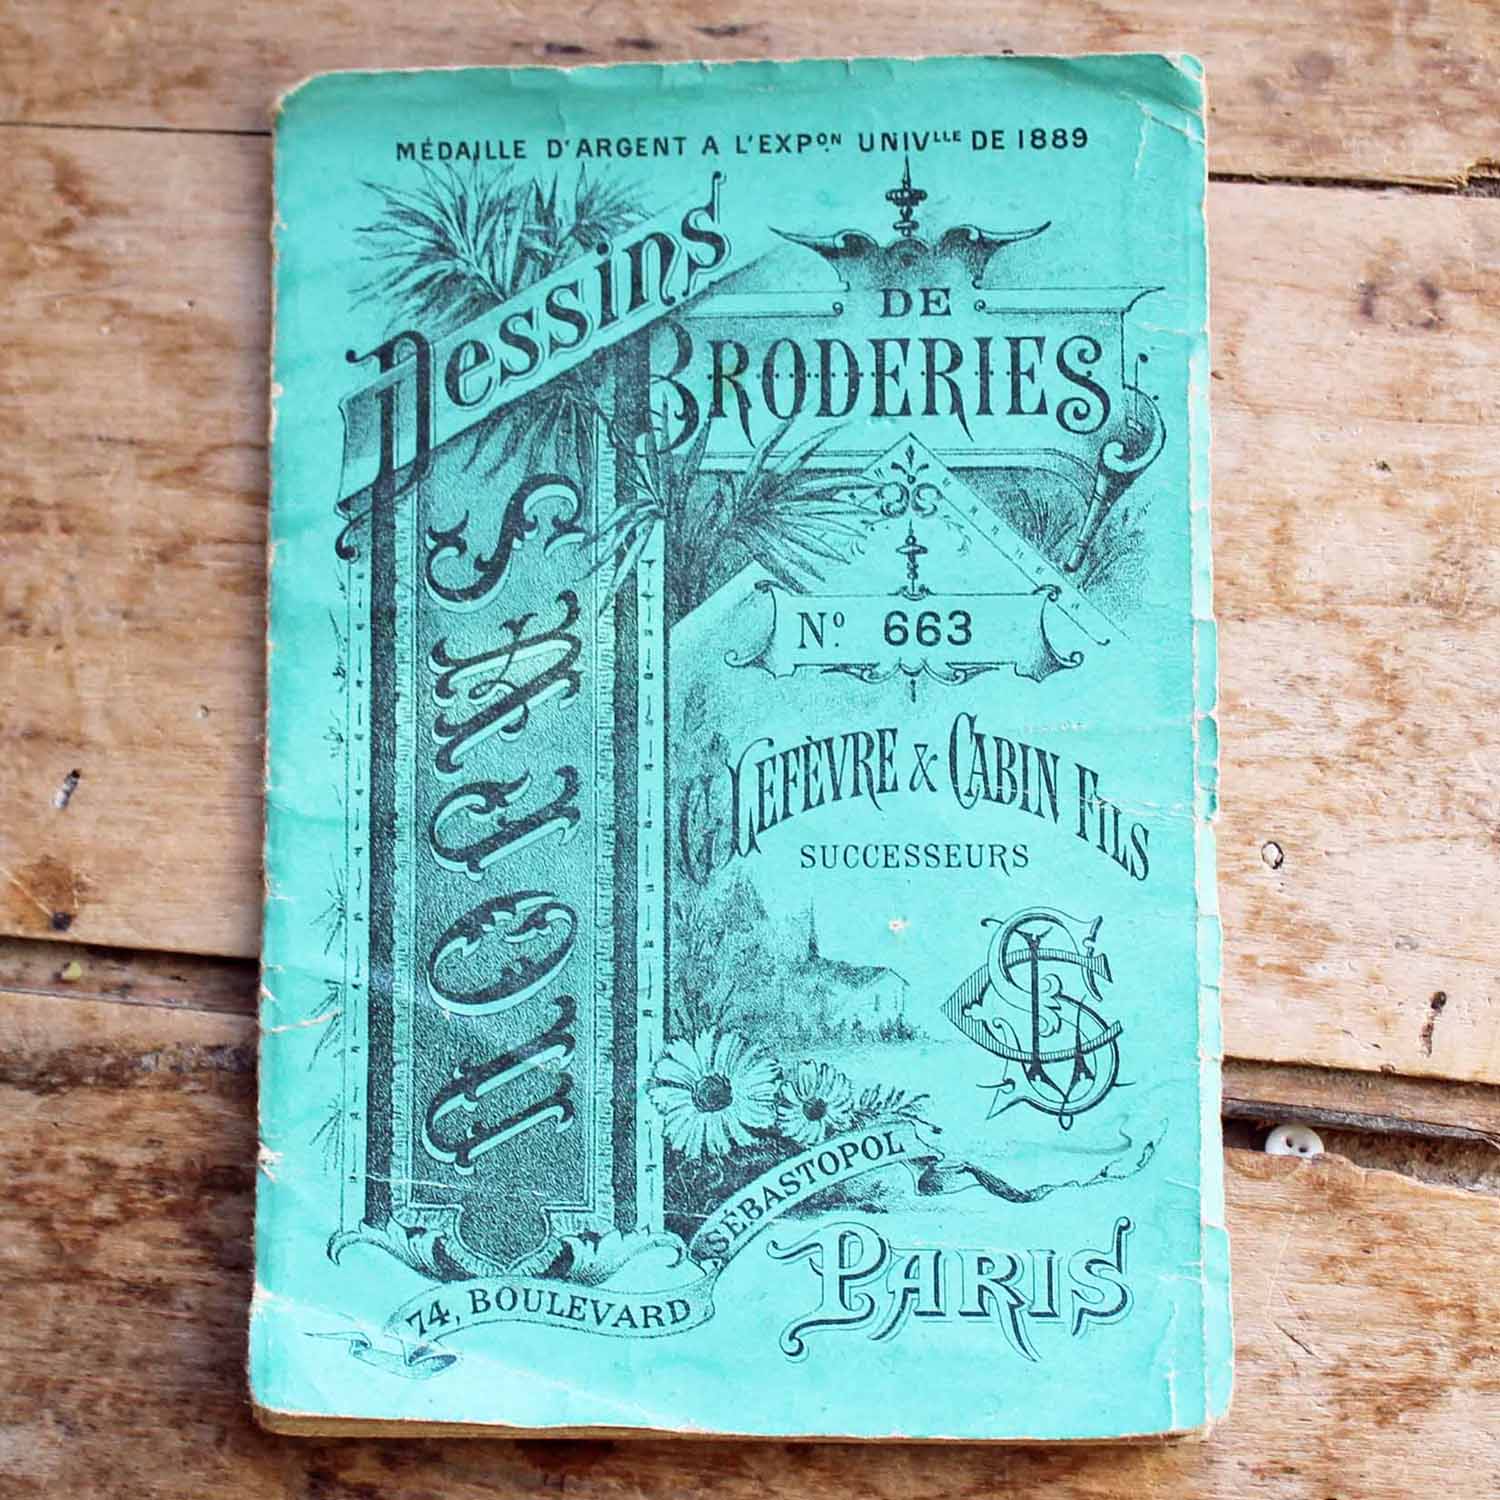 MÉDAILLE D'ARGENT A L'EXPON UNIVLLE DE 1889
Dessins
DE
BRODERIES
SAJOU
No. 663
G LEFÈVRE & CABIN FILS
SUCCESSEURS
74, BOULEVARD SÉBASTOPOL
PARIS